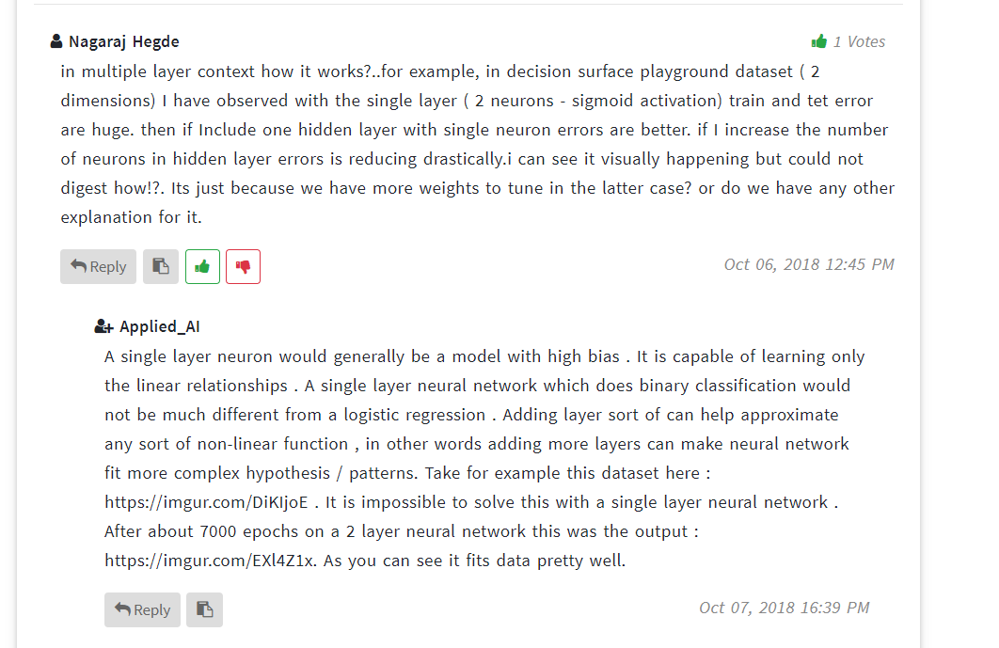 Nagaraj Hegde
1 Votes
in multiple layer context how it works?..for example, in decision surface playground dataset ( 2
dimensions) I have observed with the single layer ( 2 neurons - sigmoid activation) train and tet error
are huge. then if Include one hidden layer with single neuron errors are better. if I increase the number
of neurons in hidden layer errors is reducing drastically.i can see it visually happening but could not
digest how!?. Its just because we have more weights to tune in the latter case? or do we have any other
explanation for it.
Reply
Oct 06, 2018 12:45 PM
Applied_AI
A single layer neuron would generally be a model with high bias . It is capable of learning only
the linear relationships . A single layer neural network which does binary classification would
not be much different from a logistic regression . Adding layer sort of can help approximate
any sort of non-linear function , in other words adding more layers can make neural network
fit more complex hypothesis / patterns. Take for example this dataset here :
https://imgur.com/DiKIjoE . It is impossible to solve this with a single layer neural network .
After about 7000 epochs on a 2 layer neural network this was the output :
https://imgur.com/EXl4Z1x. As you can see it fits data pretty well.
Reply
Oct 07, 2018 16:39 PM